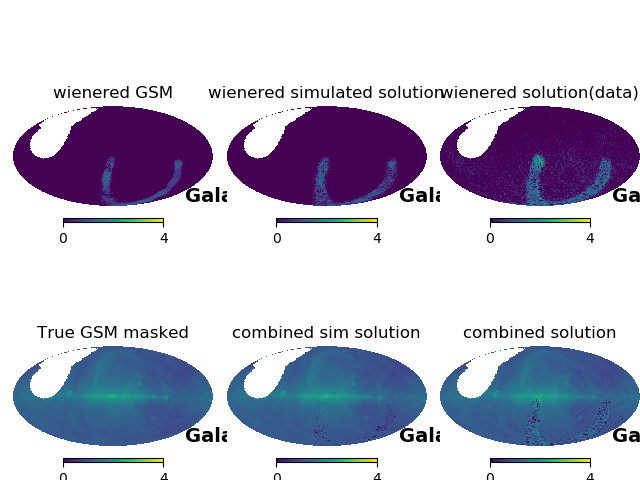 wienered GSM
wienered simulated solution
wienered solution(data)
Gala
Gala
Ga
0 4
0 4
0 4
True GSM masked
combined sim solution
combined solution
Gala
Gala
Ga
0 4
0 4
0 4